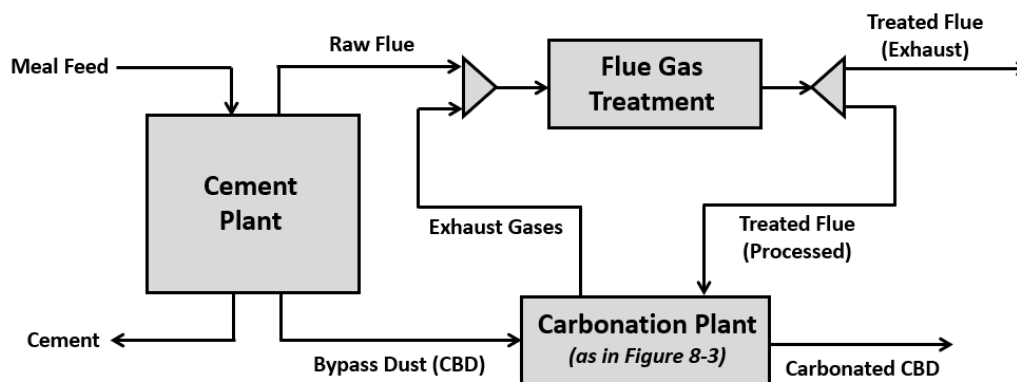 Treated Flue
(Exhaust)
Raw Flue
Meal Feed
Flue Gas
Treatment
Cement
Plant
Exhaust Gases
Treated Flue
(Processed)
Cement
Bypass Dust (CBD)
Carbonation Plant
(as in Figure 8-3)
Carbonated CBD